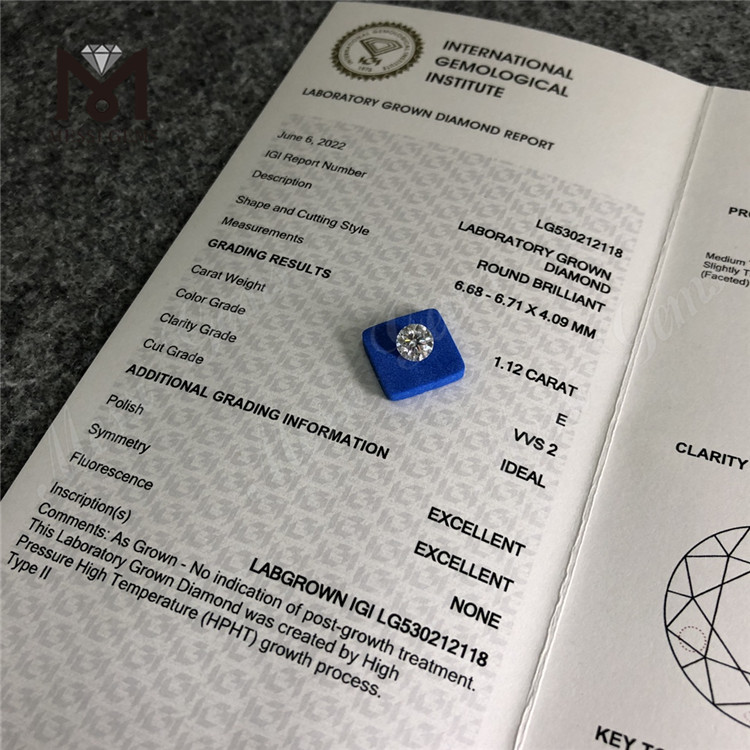 INTERNATIONAL
GEMOLOGICAL
INSTITUTE
LABORATORY GROWN DIAMOND REPORT
June 6, 2022
IGI Report Number LG530212118
Description LABORATORY GROWN
DIAMOND
Shape and Cutting Style ROUND BRILLIANT
Measurements 6.68 - 6.71 X 4.09 MM
GRADING RESULTS
Carat Weight 1.12 CARAT
Color Grade E
Clarity Grade VVS 2
Cut Grade IDEAL
ADDITIONAL GRADING INFORMATION
Polish EXCELLENT
Symmetry EXCELLENT
Fluorescence NONE
Inscription(s) LABGROWN IGI LG530212118
Comments: As Grown - No indication of post-growth treatment.
This Laboratory Grown Diamond was created by High
Pressure High Temperature (HPHT) growth process.
Type II
PR
Medium
Slightly T
(Faceted)
CLARITY
KEY T